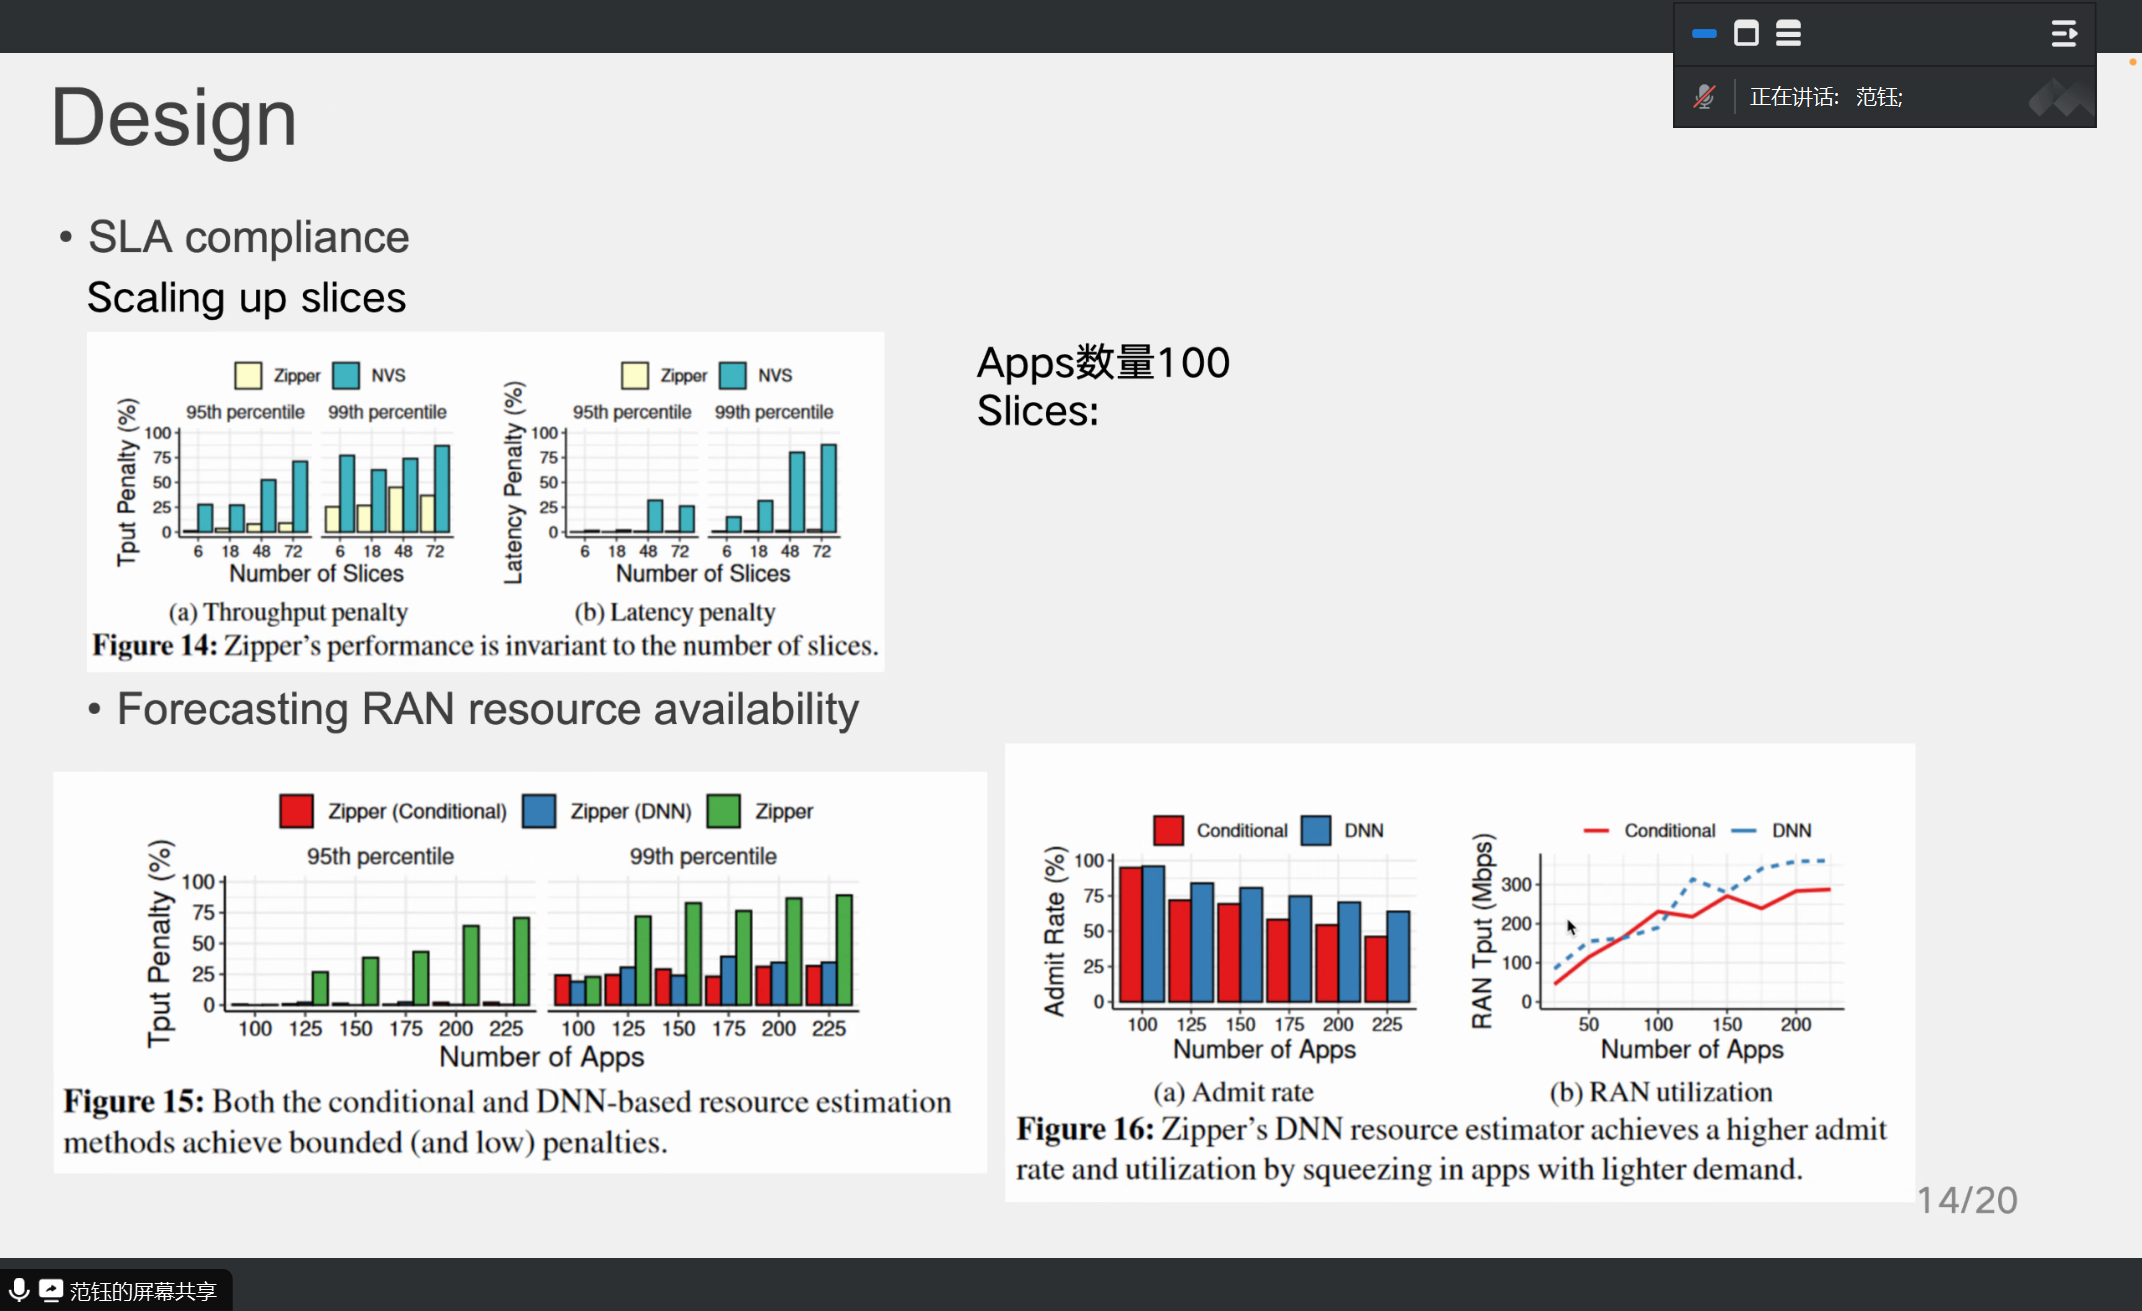 正在讲话: 范钰;
Design
• SLA compliance
Scaling up slices
Zipper NVS
95th percentile 99th percentile
Tput Penalty (%)
100
75
50
25
0
6 18 48 72 6 18 48 72
Number of Slices
(a) Throughput penalty
Zipper NVS
95th percentile 99th percentile
Latency Penalty (%)
100
75
50
25
0
6 18 48 72 6 18 48 72
Number of Slices
(b) Latency penalty
Figure 14: Zipper's performance is invariant to the number of slices.
Apps数量100
Slices:
• Forecasting RAN resource availability
Zipper (Conditional) Zipper (DNN) Zipper
95th percentile 99th percentile
Tput Penalty (%)
100
75
50
25
0
100 125 150 175 200 225 100 125 150 175 200 225
Number of Apps
Figure 15: Both the conditional and DNN-based resource estimation
methods achieve bounded (and low) penalties.
Conditional DNN
Admit Rate (%)
100
75
50
25
0
100 125 150 175 200 225
Number of Apps
(a) Admit rate
Conditional DNN
RAN Tput (Mbps)
300
200
100
0
50 100 150 200
Number of Apps
(b) RAN utilization
Figure 16: Zipper's DNN resource estimator achieves a higher admit
rate and utilization by squeezing in apps with lighter demand.
14/20
范钰的屏幕共享